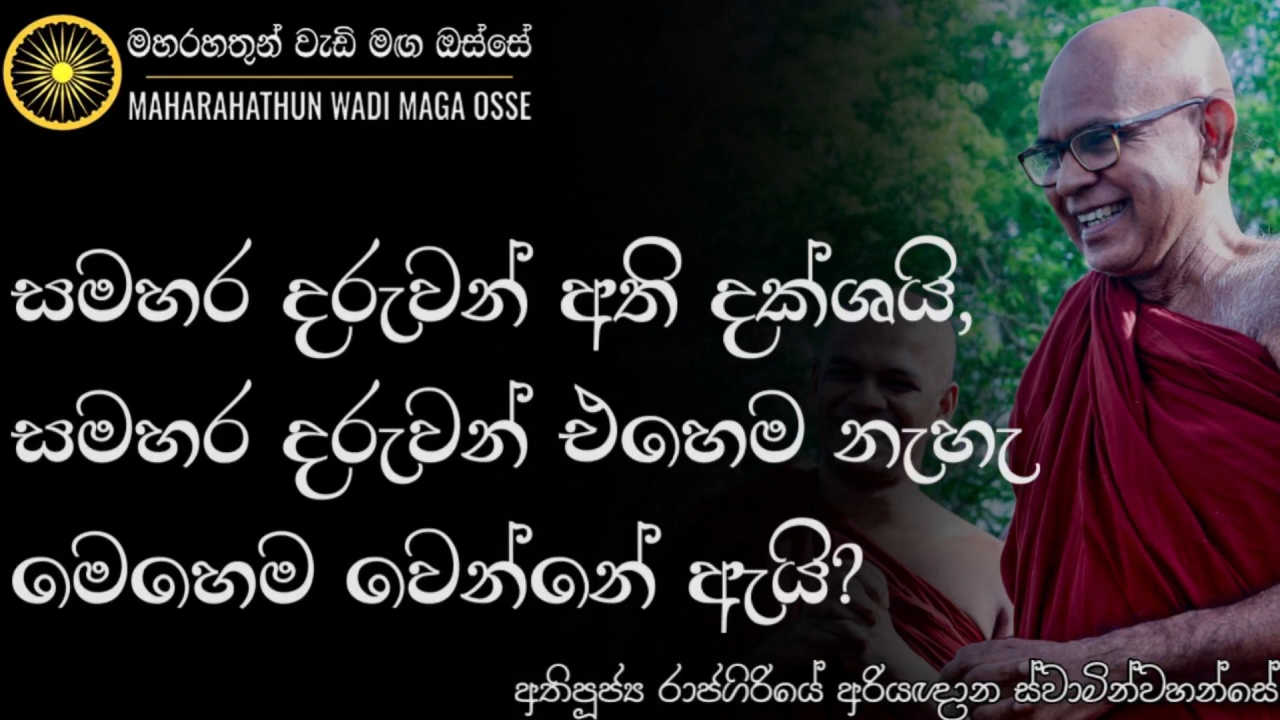 මහරහතුන් වැඩි මඟ ඔස්සේ
MAHARAHATHUN WADI MAGA OSSE
සමහර දරුවන් අති දක්ශයි,
සමහර දරුවන් එහෙම නැහැ
මෙහෙම වෙන්නේ ඇයි?
අතිපූජ්‍ය රාජගිරියේ අරියඥාන ස්වාමින්වහන්සේ